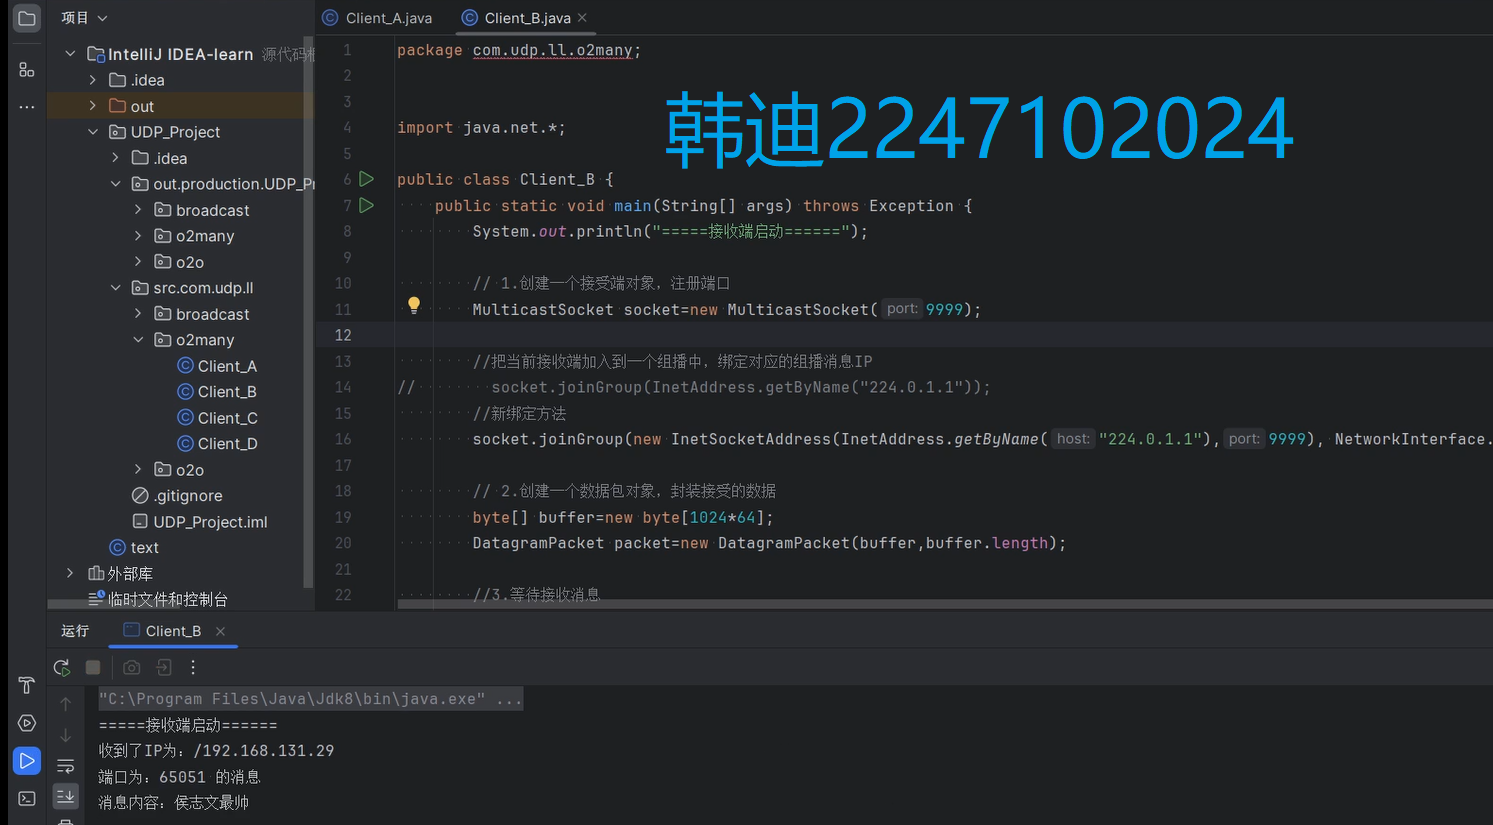 项目
Client_A.java
Client_B.java
IntelliJ IDEA-learn 源代码
.idea
out
UDP_Project
.idea
out.production.UDP_P
broadcast
o2many
o2o
src.com.udp.ll
broadcast
o2many
Client_A
Client_B
Client_C
Client_D
o2o
.gitignore
UDP_Project.iml
text
外部库
临时文件和控制台
韩迪2247102024
1 package com.udp.ll.o2many;
2
3
4 import java.net.*;
5
6 public class Client_B {
7 public static void main(String[] args) throws Exception {
8 System.out.println("=====接收端启动======");
9
10 // 1.创建一个接受端对象，注册端口
11 MulticastSocket socket=new MulticastSocket( port: 9999);
12
13 //把当前接收端加入到一个组播中，绑定对应的组播消息IP
14 // socket.joinGroup(InetAddress.getByName("224.0.1.1"));
15 //新绑定方法
16 socket.joinGroup(new InetSocketAddress(InetAddress.getByName( host: "224.0.1.1"), port: 9999), NetworkInterface.
17
18 // 2.创建一个数据包对象，封装接受的数据
19 byte[] buffer=new byte[1024*64];
20 DatagramPacket packet=new DatagramPacket(buffer,buffer.length);
21
22 //3.等待接收消息
运行
Client_B
"C:\Program Files\Java\Jdk8\bin\java.exe" ...
=====接收端启动======
收到了IP为：/192.168.131.29
端口为：65051 的消息
消息内容：侯志文最帅